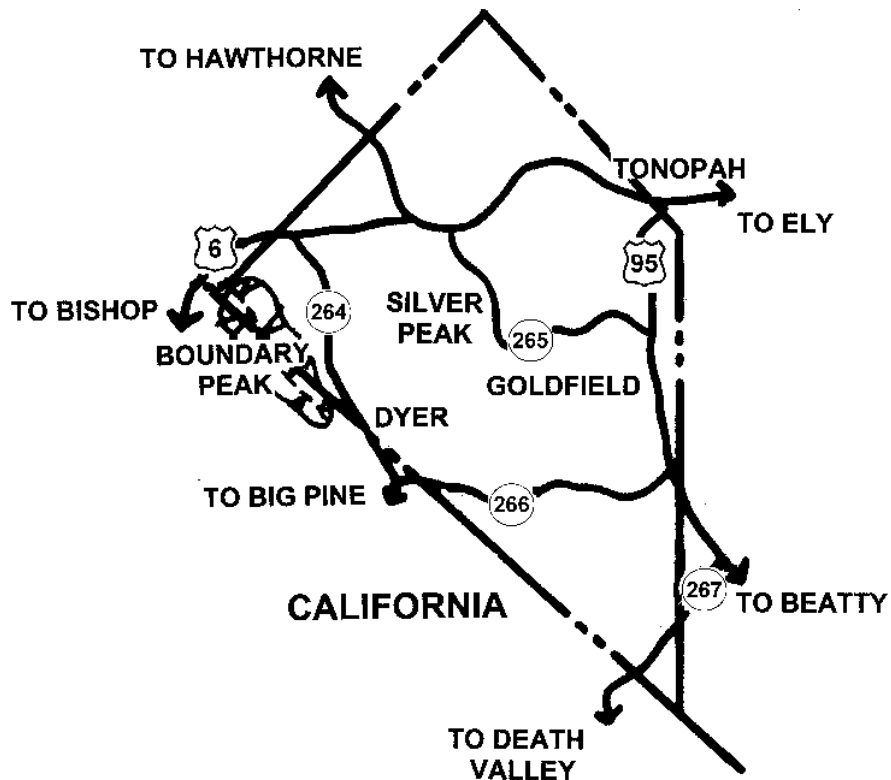 TO HAWTHORNE
TONOPAH
TO ELY
6
95
TO BISHOP
264
SILVER
PEAK
265
BOUNDARY
PEAK
GOLDFIELD
DYER
TO BIG PINE
266
267
CALIFORNIA
TO BEATTY
TO DEATH
VALLEY